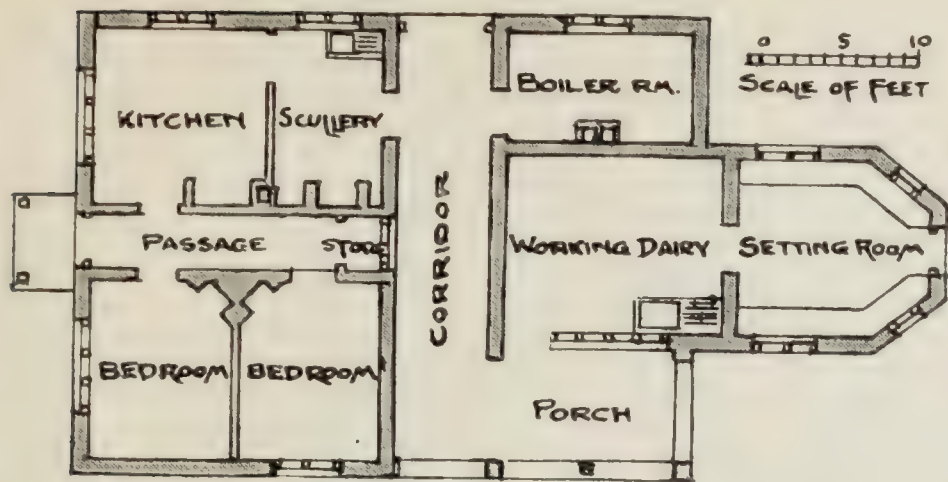 KITCHEN
SCULLERY
BOILER RM.
0 5 10
SCALE OF FEET
PASSAGE
STORE
CORRIDOR
WORKING DAIRY
SETTING ROOM
BEDROOM
BEDROOM
PORCH